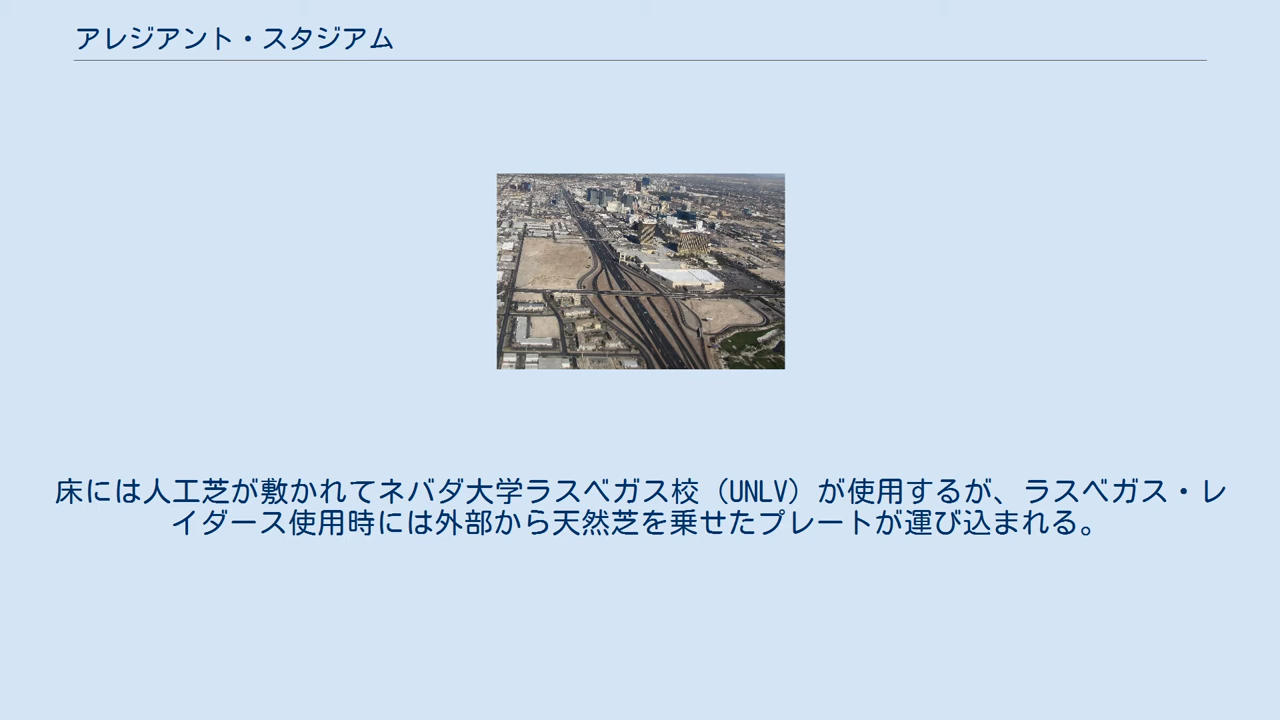 アレジアント・スタジアム
床には人工芝が敷かれてネバダ大学ラスベガス校（UNLV）が使用するが、ラスベガス・レ
イダース使用時には外部から天然芝を乗せたプレートが運び込まれる。